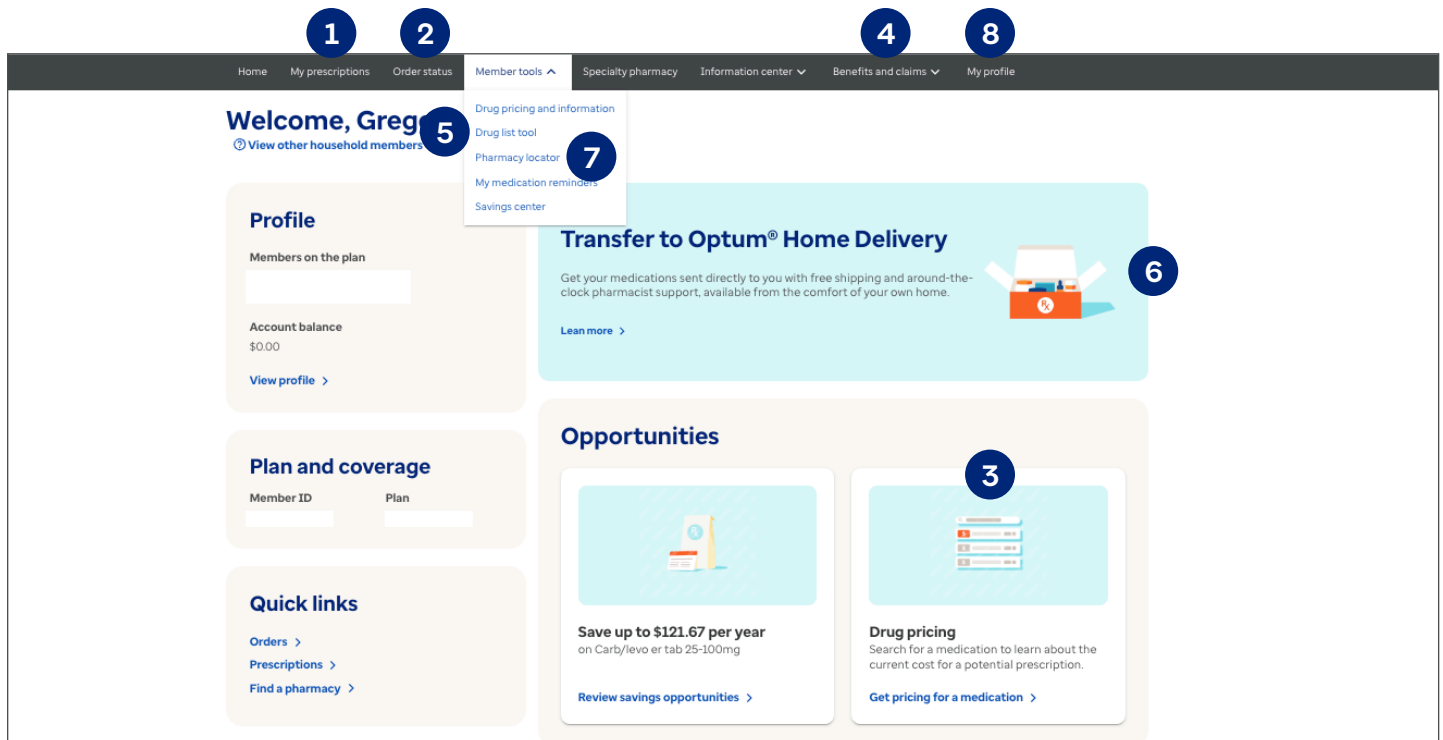 1 2 4 8
Home My prescriptions Order status Member tools Specialty pharmacy Information center Benefits and claims My profile
Welcome, Greg
View other household members
5
Drug pricing and information
Drug list tool
Pharmacy locator
7
My medication reminders
Savings center
Profile
Members on the plan
Account balance
$0.00
View profile
Transfer to Optum® Home Delivery
Get your medications sent directly to you with free shipping and around-the-
clock pharmacist support, available from the comfort of your own home.
Lean more
Rx
6
Plan and coverage
Member ID Plan
Quick links
Orders
Prescriptions
Find a pharmacy
Opportunities
3
Rx
Save up to $121.67 per year
on Carb/levo er tab 25-100mg
Review savings opportunities
Drug pricing
Search for a medication to learn about the
current cost for a potential prescription.
Get pricing for a medication